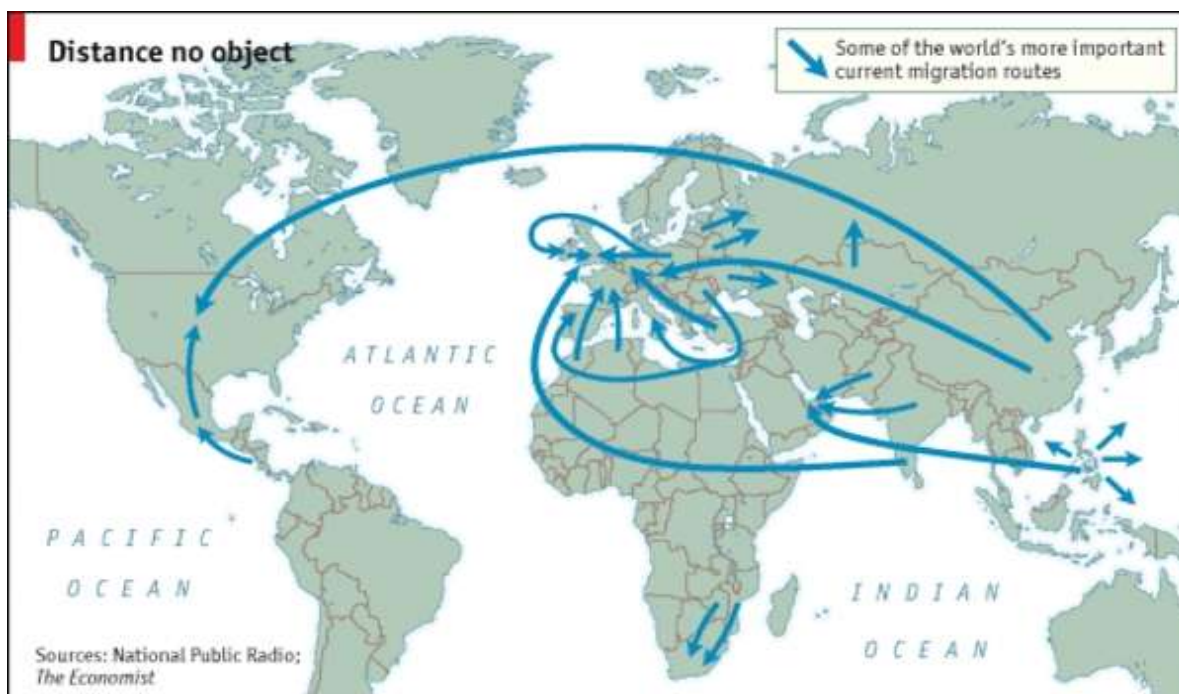 Distance no object
Some of the world's more important
current migration routes
ATLANTIC
OCEAN
PACIFIC
OCEAN
INDIAN
OCEAN
Sources: National Public Radio;
The Economist